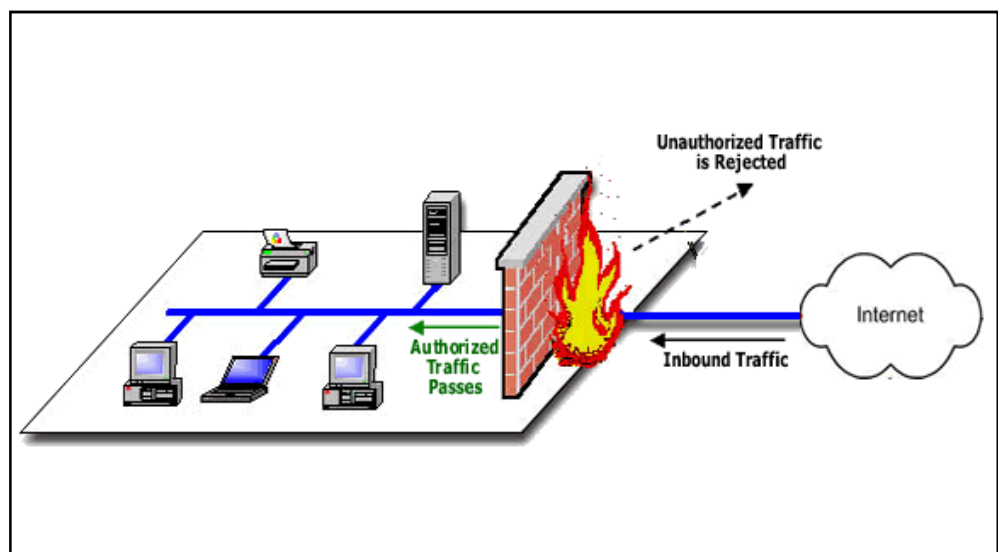 Unauthorized Traffic
is Rejected
Internet
Authorized
Traffic
Passes
Inbound Traffic